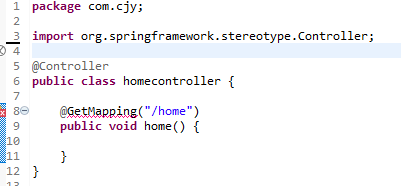 1 package com.cjy;
2
3 import org.springframework.stereotype.Controller;
4
5 @Controller
6 public class homecontroller {
7
8 @GetMapping("/home")
9 public void home() {
10
11 }
12 }
13